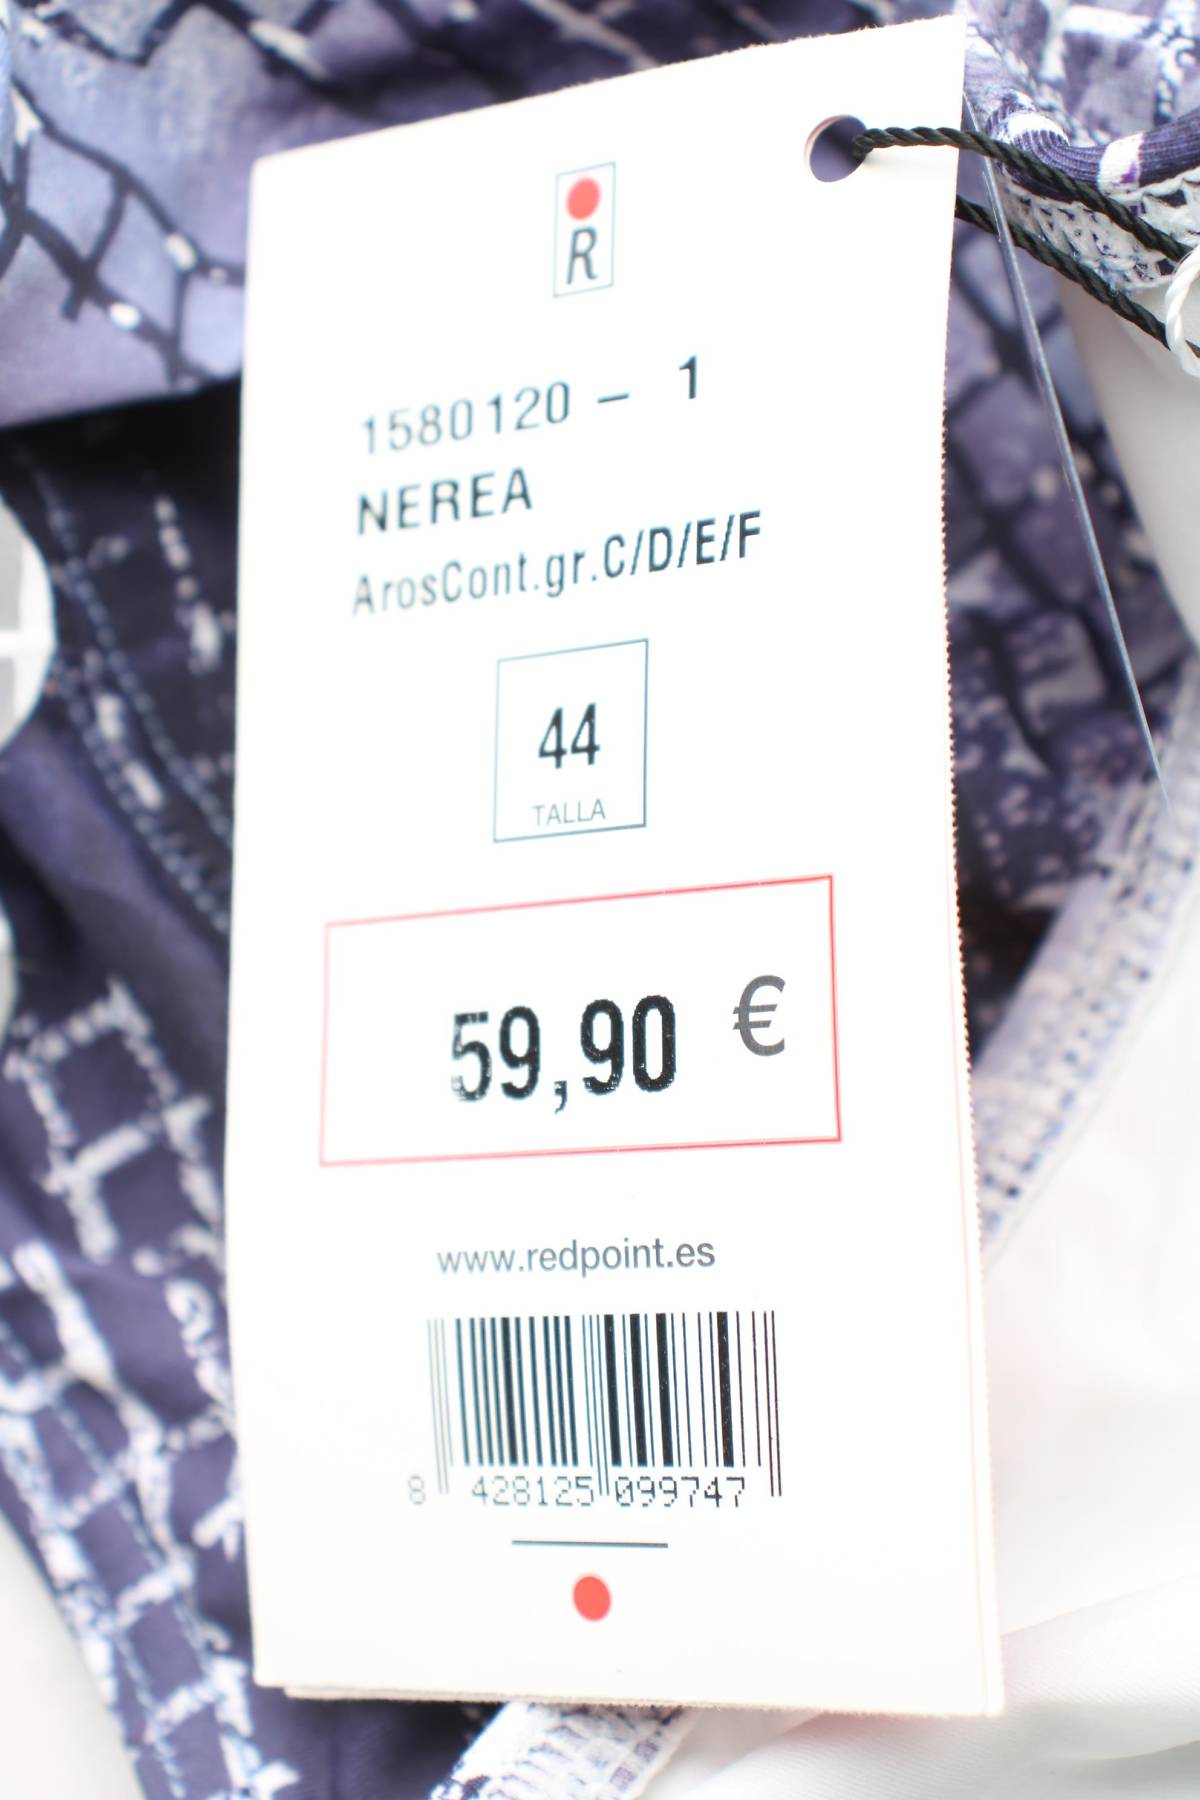 R
1580120 – 1
NEREA
ArosCont.gr.C/D/E/F
44
TALLA
59,90 €
www.redpoint.es
8 428125 099747